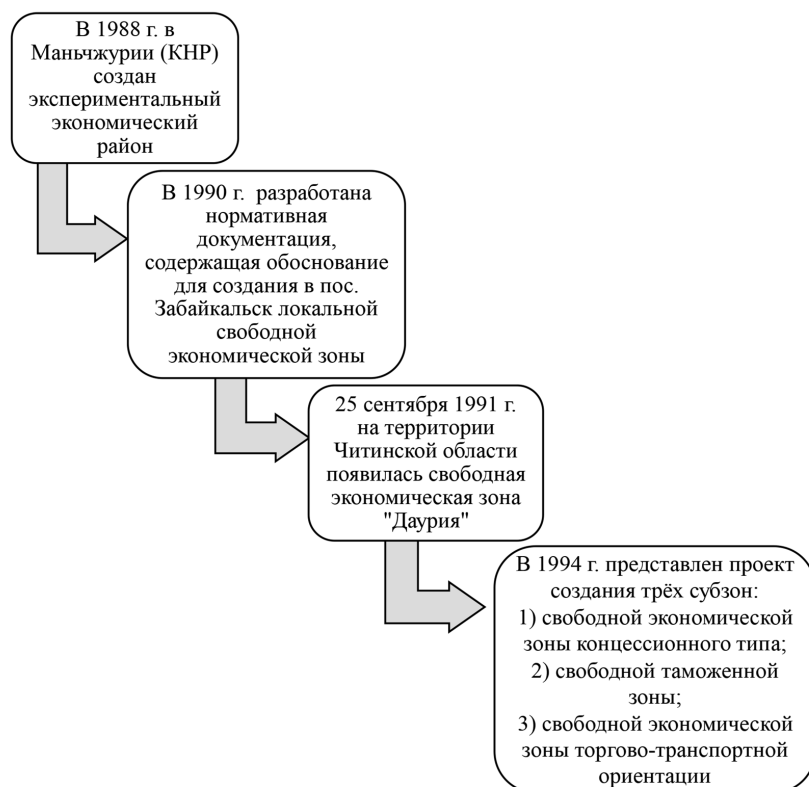 В 1988 г. в
Маньчжурии (КНР)
создан
экспериментальный
экономический
район
В 1990 г. разработана
нормативная
документация,
содержащая обоснование
для создания в пос.
Забайкальск локальной
свободной
экономической зоны
25 сентября 1991 г.
на территории
Читинской области
появилась свободная
экономическая зона
"Даурия"
В 1994 г. представлен проект
создания трёх субзон:
1) свободной экономической
зоны концессионного типа;
2) свободной таможенной
зоны;
3) свободной экономической
зоны торгово-транспортной
ориентации